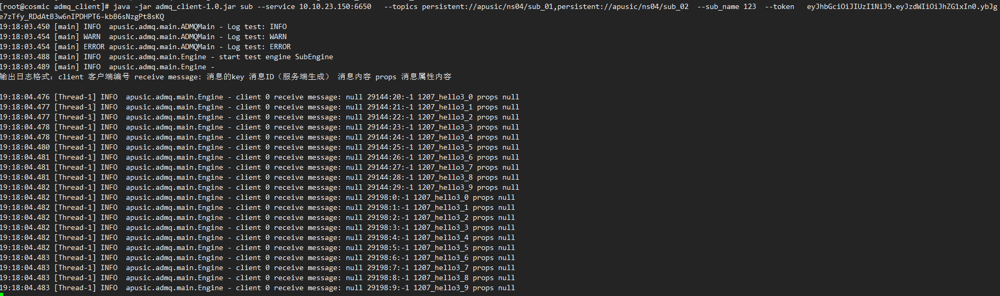 [root@cosmic admq_client]# java -jar admq_client-1.0.jar sub --service 10.10.23.150:6650   --topics persistent://apusic/ns04/sub_01,persistent://apusic/ns04/sub_02  --sub_name 123  --token   eyJhbGciOiJIUzI1NiJ9.eyJzdWIiOiJhZG1xIn0.ybJg
e7zTfy_RDdAtB3w6nIPDHPT6-kbB6sNzgPt8sKQ
19:18:03.450 [main] INFO  apusic.admq.main.ADMQMain - Log test: INFO
19:18:03.454 [main] WARN  apusic.admq.main.ADMQMain - Log test: WARN
19:18:03.454 [main] ERROR apusic.admq.main.ADMQMain - Log test: ERROR
19:18:03.488 [main] INFO  apusic.admq.main.Engine - start test engine SubEngine
19:18:03.489 [main] INFO  apusic.admq.main.Engine -
输出日志格式：client 客户端编号 receive message: 消息的key 消息ID（服务端生成） 消息内容 props 消息属性内容
19:18:04.476 [Thread-1] INFO  apusic.admq.main.Engine - client 0 receive message: null 29144:20:-1 1207_hello3_0 props null
19:18:04.477 [Thread-1] INFO  apusic.admq.main.Engine - client 0 receive message: null 29144:21:-1 1207_hello3_1 props null
19:18:04.477 [Thread-1] INFO  apusic.admq.main.Engine - client 0 receive message: null 29144:22:-1 1207_hello3_2 props null
19:18:04.478 [Thread-1] INFO  apusic.admq.main.Engine - client 0 receive message: null 29144:23:-1 1207_hello3_3 props null
19:18:04.478 [Thread-1] INFO  apusic.admq.main.Engine - client 0 receive message: null 29144:24:-1 1207_hello3_4 props null
19:18:04.480 [Thread-1] INFO  apusic.admq.main.Engine - client 0 receive message: null 29144:25:-1 1207_hello3_5 props null
19:18:04.481 [Thread-1] INFO  apusic.admq.main.Engine - client 0 receive message: null 29144:26:-1 1207_hello3_6 props null
19:18:04.481 [Thread-1] INFO  apusic.admq.main.Engine - client 0 receive message: null 29144:27:-1 1207_hello3_7 props null
19:18:04.481 [Thread-1] INFO  apusic.admq.main.Engine - client 0 receive message: null 29144:28:-1 1207_hello3_8 props null
19:18:04.482 [Thread-1] INFO  apusic.admq.main.Engine - client 0 receive message: null 29144:29:-1 1207_hello3_9 props null
19:18:04.482 [Thread-1] INFO  apusic.admq.main.Engine - client 0 receive message: null 29198:0:-1 1207_hello3_0 props null
19:18:04.482 [Thread-1] INFO  apusic.admq.main.Engine - client 0 receive message: null 29198:1:-1 1207_hello3_1 props null
19:18:04.482 [Thread-1] INFO  apusic.admq.main.Engine - client 0 receive message: null 29198:2:-1 1207_hello3_2 props null
19:18:04.482 [Thread-1] INFO  apusic.admq.main.Engine - client 0 receive message: null 29198:3:-1 1207_hello3_3 props null
19:18:04.482 [Thread-1] INFO  apusic.admq.main.Engine - client 0 receive message: null 29198:4:-1 1207_hello3_4 props null
19:18:04.482 [Thread-1] INFO  apusic.admq.main.Engine - client 0 receive message: null 29198:5:-1 1207_hello3_5 props null
19:18:04.483 [Thread-1] INFO  apusic.admq.main.Engine - client 0 receive message: null 29198:6:-1 1207_hello3_6 props null
19:18:04.483 [Thread-1] INFO  apusic.admq.main.Engine - client 0 receive message: null 29198:7:-1 1207_hello3_7 props null
19:18:04.483 [Thread-1] INFO  apusic.admq.main.Engine - client 0 receive message: null 29198:8:-1 1207_hello3_8 props null
19:18:04.483 [Thread-1] INFO  apusic.admq.main.Engine - client 0 receive message: null 29198:9:-1 1207_hello3_9 props null